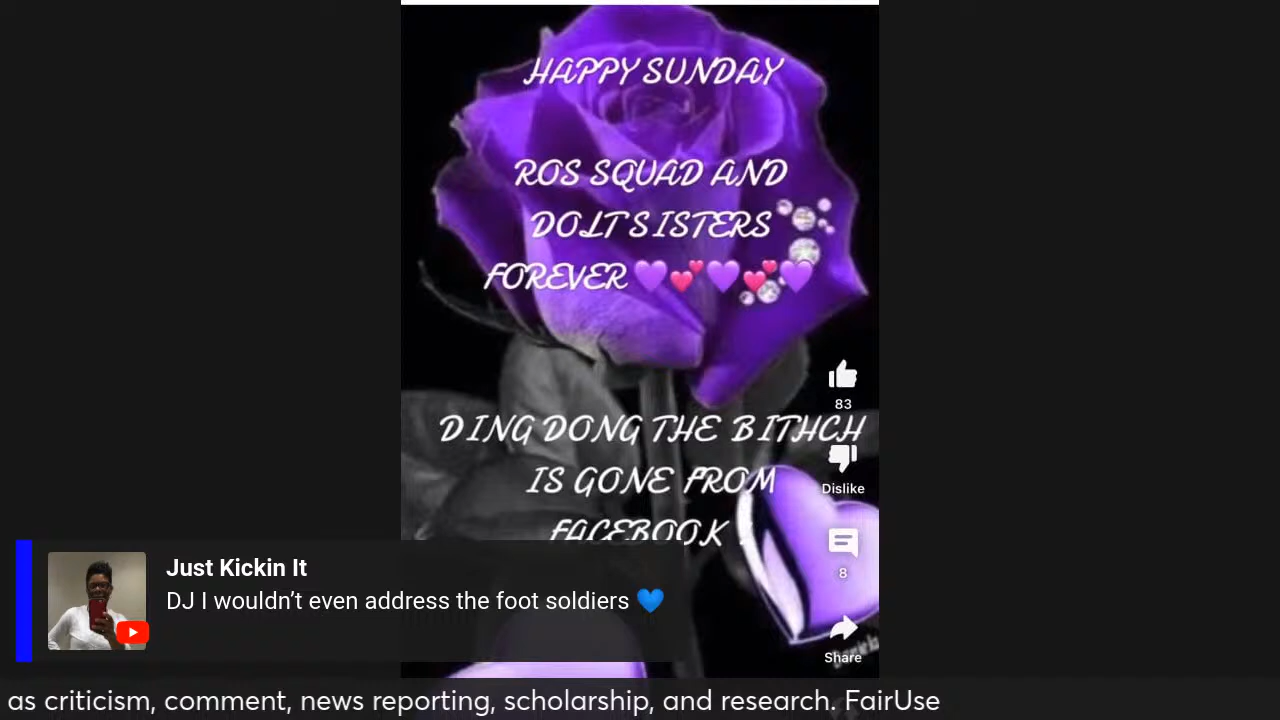 HAPPY SUNDAY
ROS SQUAD AND
DOLT SISTERS
FOREVER 💜💕💜💕💜
DING DONG THE BITHCH
IS GONE FROM
FALEBOOK
83
Dislike
8
Share
Just Kickin It
DJ I wouldn’t even address the foot soldiers 💙
as criticism, comment, news reporting, scholarship, and research. FairUse